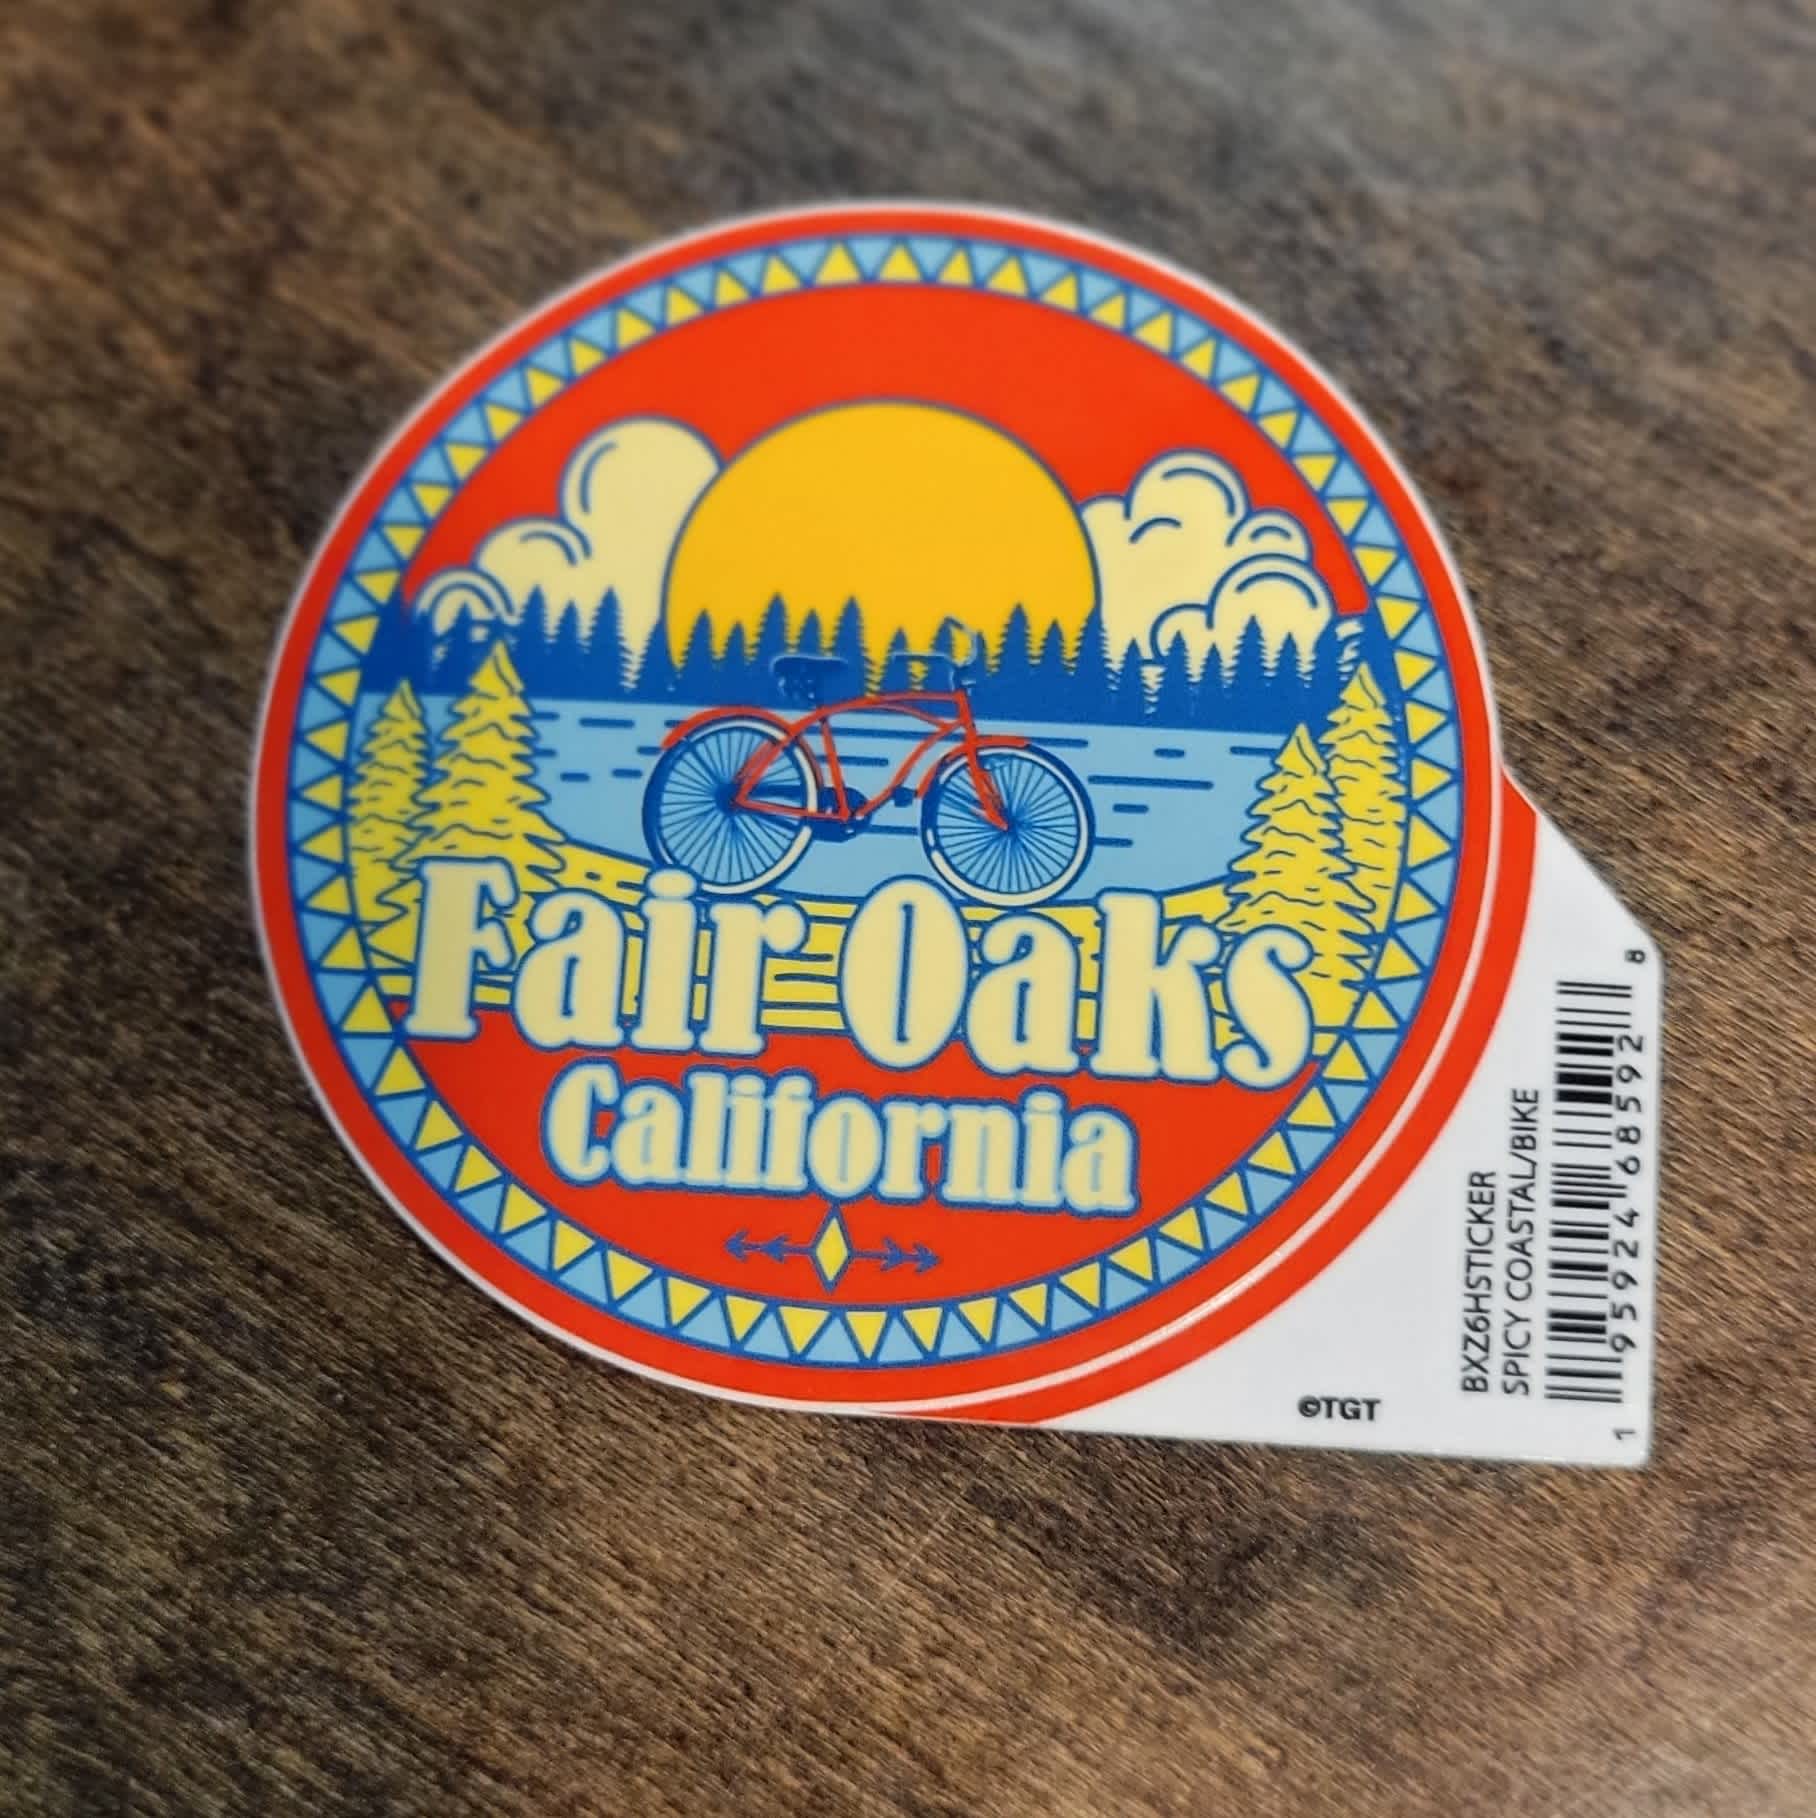 Fair Oaks
California
©TGT
BXZ6HSTICKER
SPICY COASTAL/BIKE
1 95924 68592 8